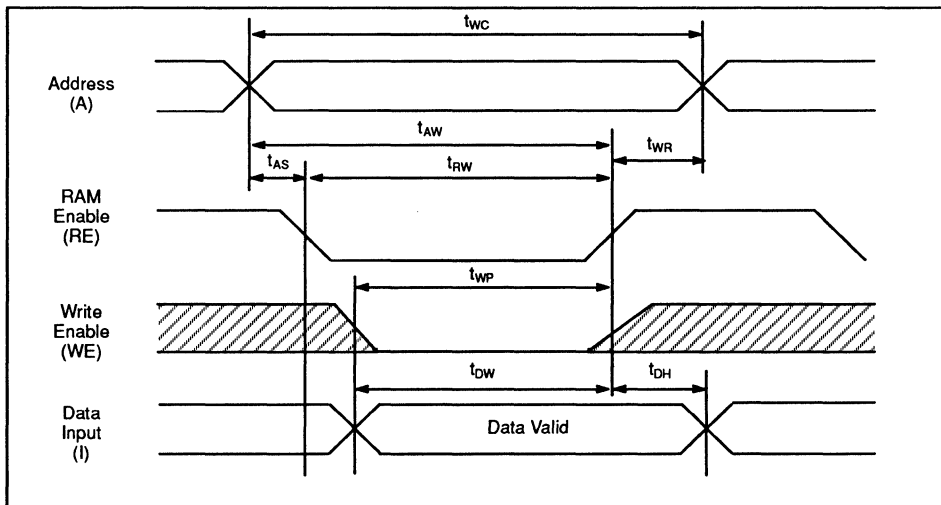 tWC
Address
(A)
tAW
tWR
tAS
tRW
RAM
Enable
(RE)
tWP
Write
Enable
(WE)
tDW
tDH
Data
Input
(I)
Data Valid